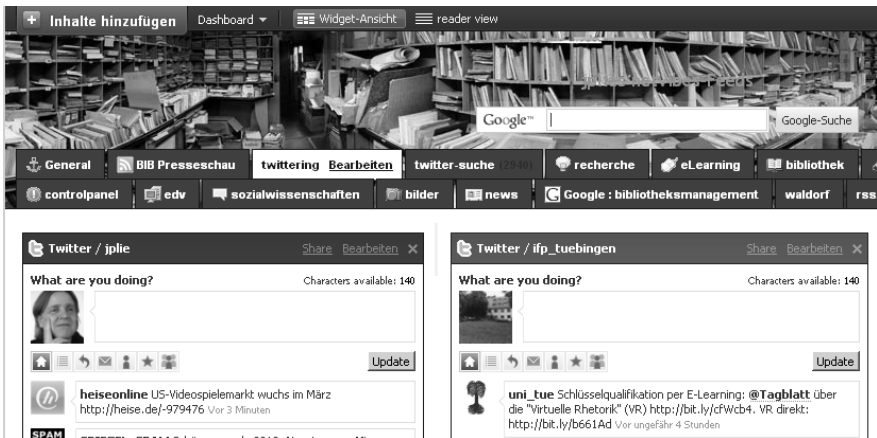 Inhalte hinzufügen Dashboard Widget-Ansicht reader view
Google™ Google-Suche
General BIB Presseschau twittering Bearbeiten twitter-suche (2940) recherche eLearning bibliothek
controlpanel edv sozialwissenschaften bilder news Google : bibliotheksmanagement waldorf rss
Twitter / jplie Share Bearbeiten
What are you doing? Characters available: 140
Update
heiseonline US-Videospielemarkt wuchs im März
http://heise.de/-979476 Vor 3 Minuten
SPAM
Twitter / ifp_tuebingen Share Bearbeiten
What are you doing? Characters available: 140
Update
uni_tue Schlüsselqualifikation per E-Learning: @Tagblatt über
die "Virtuelle Rhetorik" (VR) http://bit.ly/cfWcb4. VR direkt:
http://bit.ly/b661Ad Vor ungefähr 4 Stunden